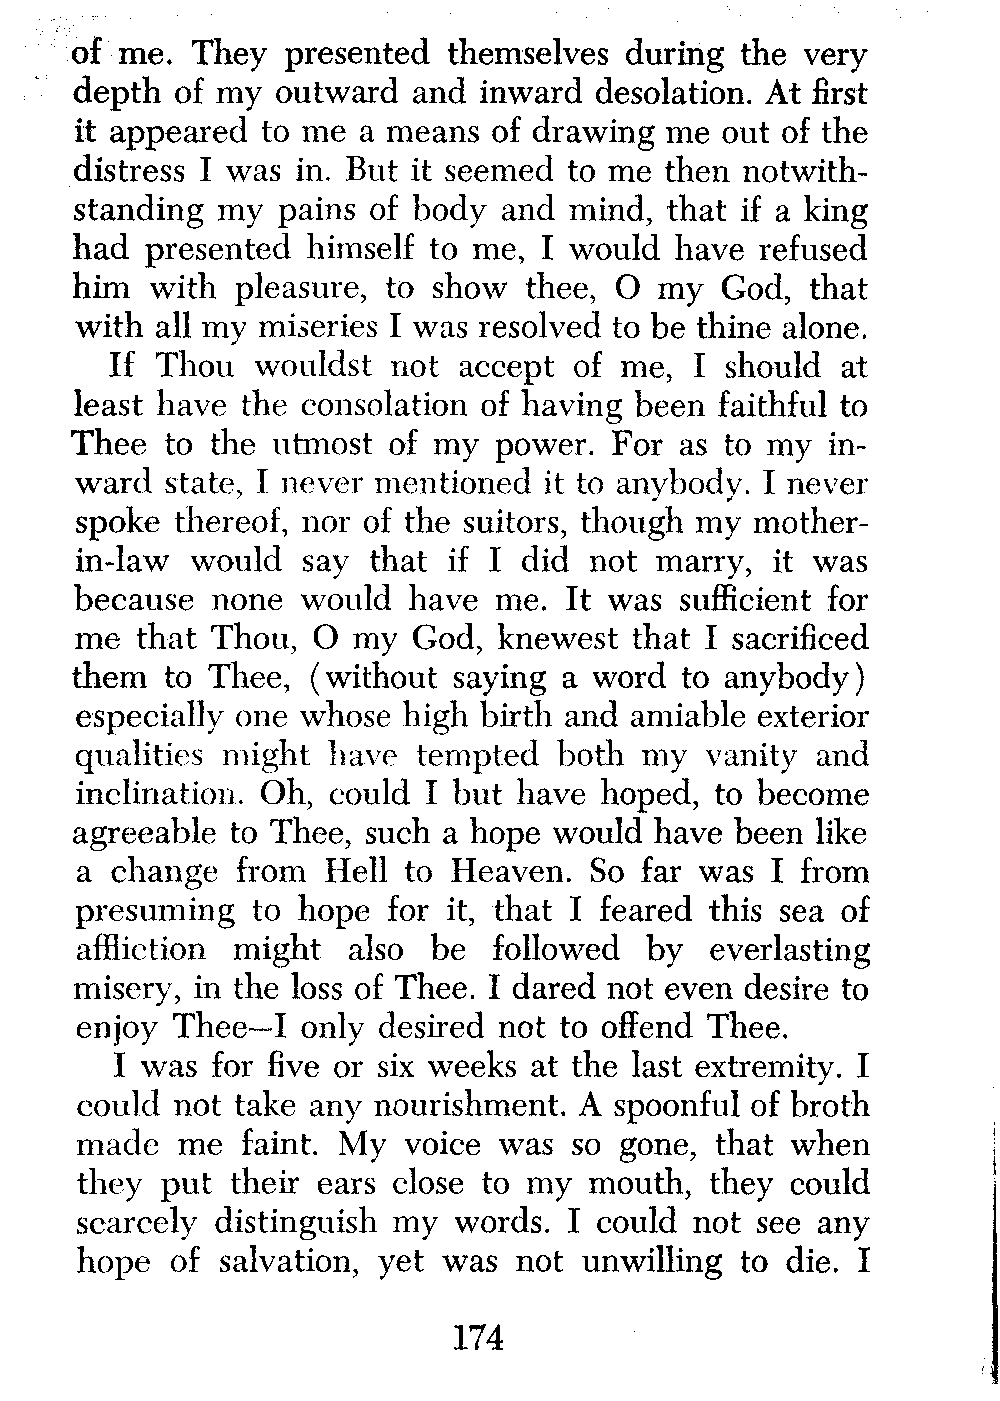 of me. They presented themselves during the very
depth of my outward and inward desolation. At first
it appeared to me a means of drawing me out of the
distress I was in. But it seemed to me then notwith-
standing my pains of body and mind, that if a king
had presented himself to me, I would have refused
him with pleasure, to show thee, O my God, that
with all my miseries I was resolved to be thine alone.
If Thou wouldst not accept of me, I should at
least have the consolation of having been faithful to
Thee to the utmost of my power. For as to my in-
ward state, I never mentioned it to anybody. I never
spoke thereof, nor of the suitors, though my mother-
in-law would say that if I did not marry, it was
because none would have me. It was sufficient for
me that Thou, O my God, knewest that I sacrificed
them to Thee, (without saying a word to anybody)
especially one whose high birth and amiable exterior
qualities might have tempted both my vanity and
inclination. Oh, could I but have hoped, to become
agreeable to Thee, such a hope would have been like
a change from Hell to Heaven. So far was I from
presuming to hope for it, that I feared this sea of
affliction might also be followed by everlasting
misery, in the loss of Thee. I dared not even desire to
enjoy Thee—I only desired not to offend Thee.
I was for five or six weeks at the last extremity. I
could not take any nourishment. A spoonful of broth
made me faint. My voice was so gone, that when
they put their ears close to my mouth, they could
scarcely distinguish my words. I could not see any
hope of salvation, yet was not unwilling to die. I
174